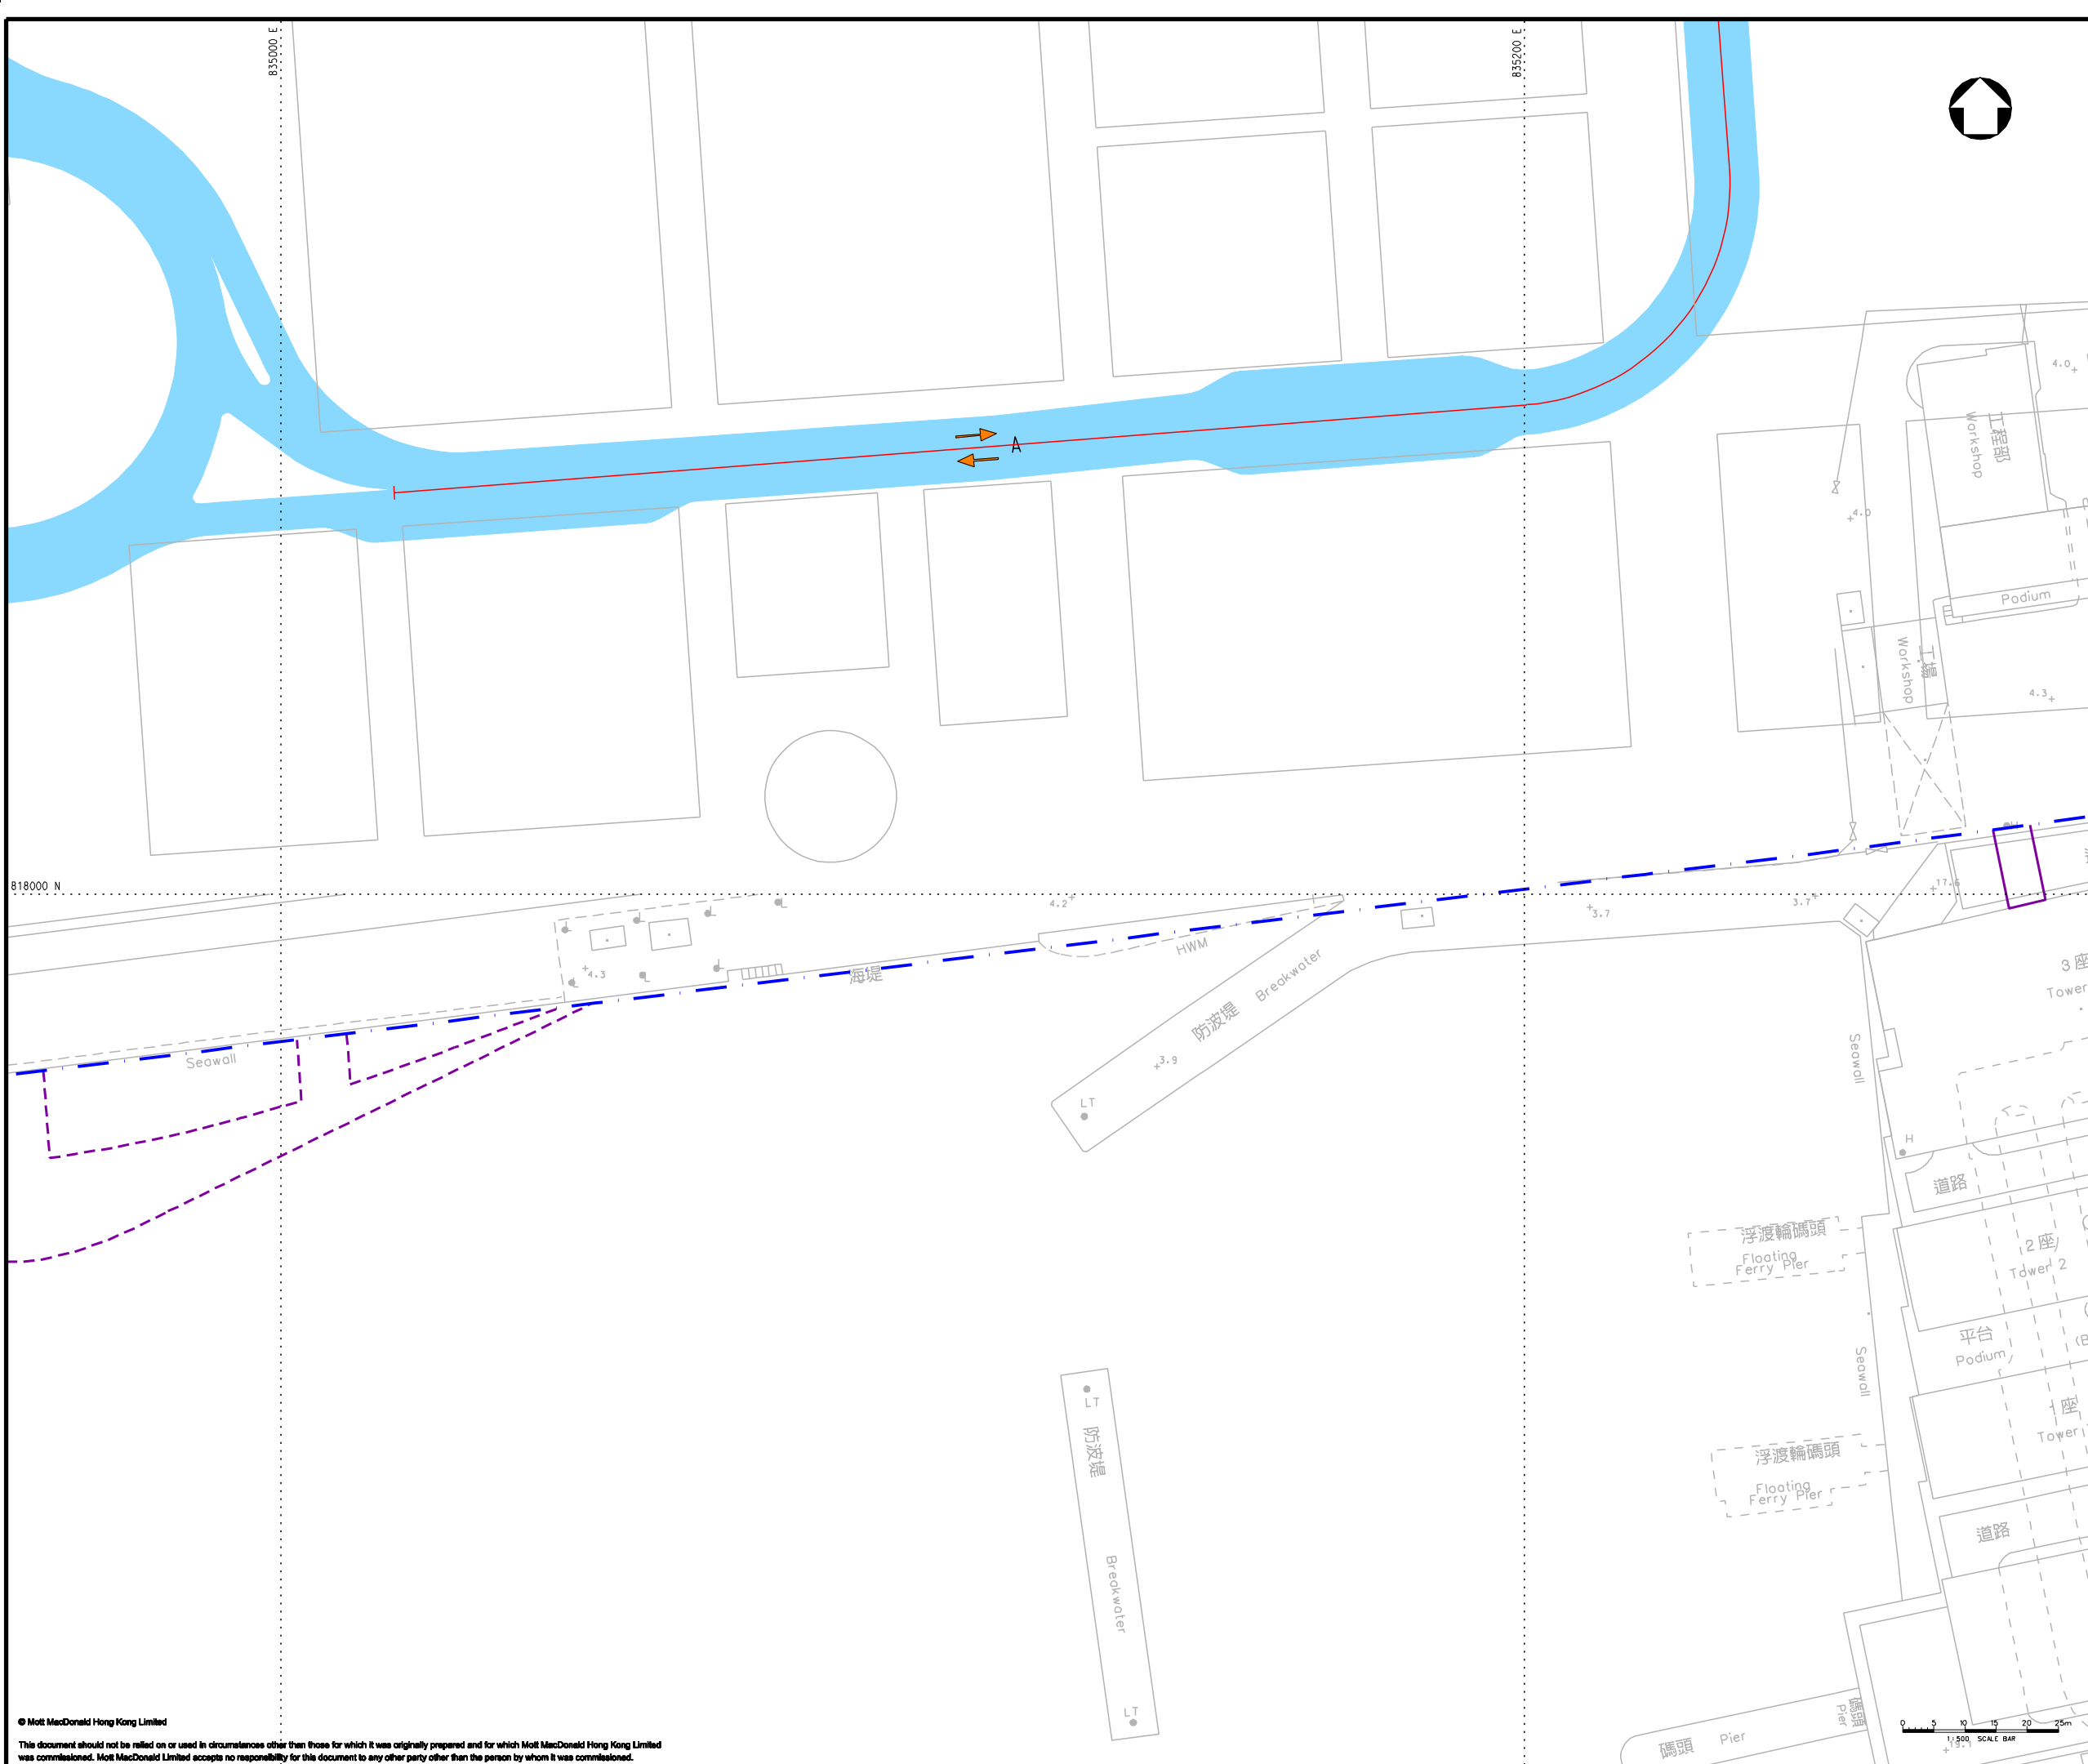 835000 E
835200 E
A
4.0
工程部
Workshop
4.0
Podium
工場
Workshop
4.3
818000 N
4.2
3.7
3.7
17.6
HWM
4.3
海堤
Seawall
防波堤
Breakwater
3.9
LT
3座
Tower
Seawall
H
道路
浮渡輪碼頭
Floating
Ferry Pier
2座
Tower 2
平台
Podium
Seawall
LT
防波堤
Breakwater
LT
1座
Tower
浮渡輪碼頭
Floating
Ferry Pier
道路
碼頭
Pier
碼頭
Pier
0 5 10 15 20 25m
1:500 SCALE BAR
© Mott MacDonald Hong Kong Limited
This document should not be relied on or used in circumstances other than those for which it was originally prepared and for which Mott MacDonald Hong Kong Limited
was commissioned. Mott MacDonald Limited accepts no responsibility for this document to any other party other than the person by whom it was commissioned.